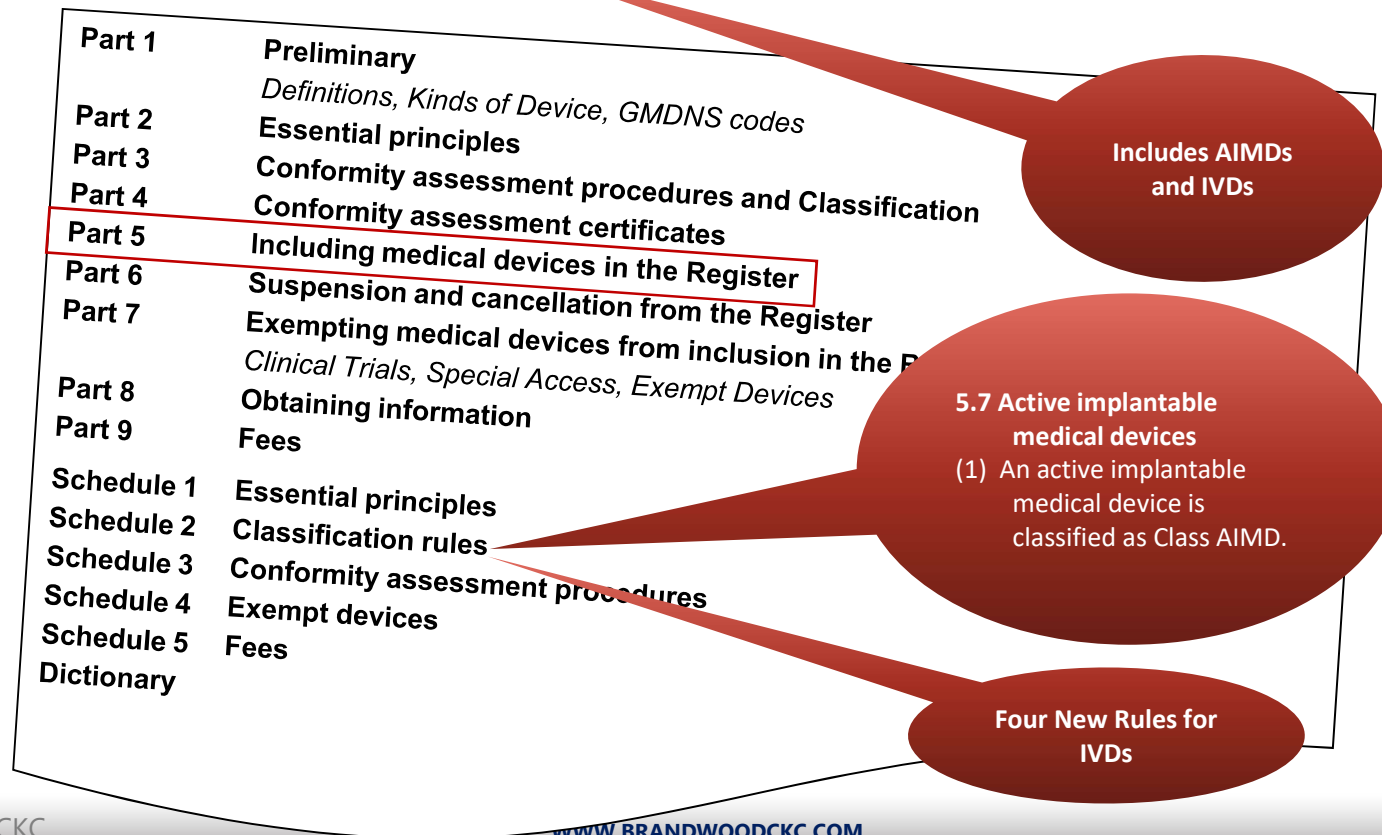 Part 1 Preliminary
Definitions, Kinds of Device, GMDNS codes
Part 2 Essential principles
Part 3 Conformity assessment procedures and Classification
Part 4 Conformity assessment certificates
Part 5 Including medical devices in the Register
Part 6 Suspension and cancellation from the Register
Part 7 Exempting medical devices from inclusion in the
Clinical Trials, Special Access, Exempt Devices
Part 8 Obtaining information
Part 9 Fees
Schedule 1 Essential principles
Schedule 2 Classification rules
Schedule 3 Conformity assessment procedures
Schedule 4 Exempt devices
Schedule 5 Fees
Dictionary
Includes AIMDs
and IVDs
5.7 Active implantable
medical devices
(1) An active implantable
medical device is
classified as Class AIMD.
Four New Rules for
IVDs
CKC
WWW.BRANDWOODCKC.COM